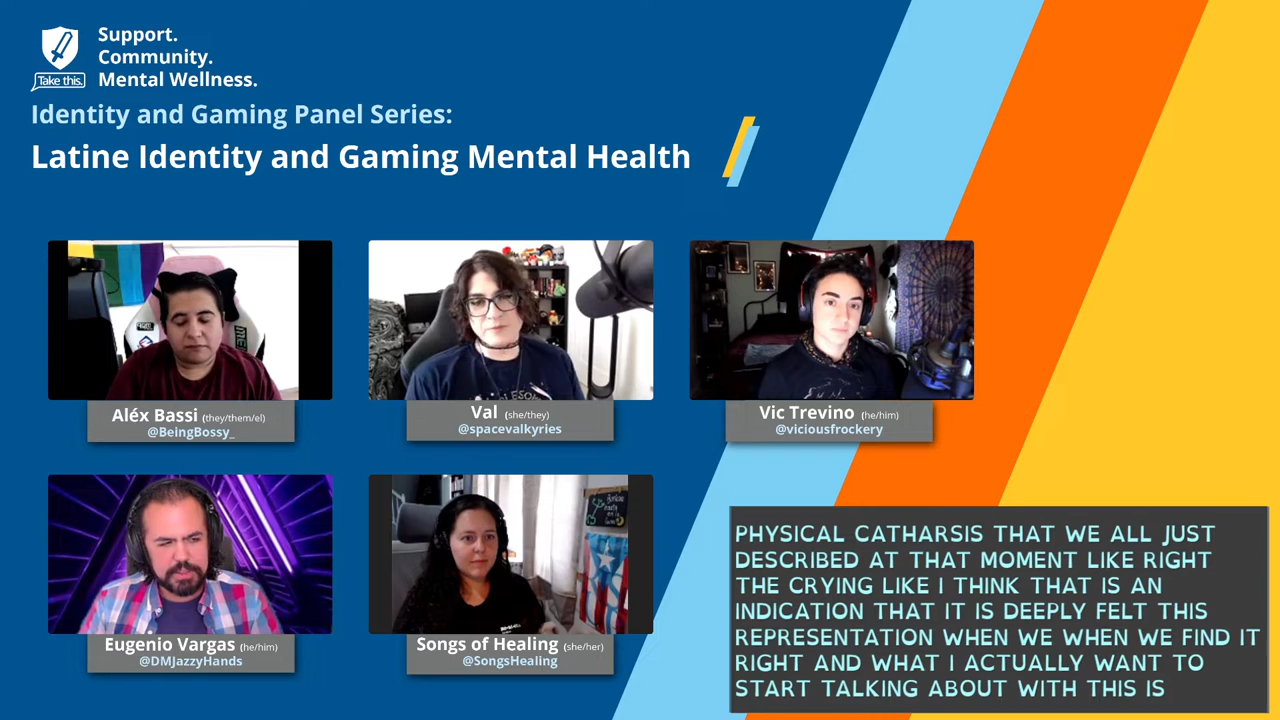 Support.
Community.
Mental Wellness.
Take this.
Identity and Gaming Panel Series:
Latine Identity and Gaming Mental Health
Aléx Bassi (they/them/el)
@BeingBossy_
Val (she/they)
@spacevalkyries
Vic Trevino (he/him)
@viciousfrockery
Eugenio Vargas (he/him)
@DMJazzyHands
Songs of Healing (she/her)
@SongsHealing
PHYSICAL CATHARSIS THAT WE ALL JUST
DESCRIBED AT THAT MOMENT LIKE RIGHT
THE CRYING LIKE I THINK THAT IS AN
INDICATION THAT IT IS DEEPLY FELT THIS
REPRESENTATION WHEN WE WHEN WE FIND IT
RIGHT AND WHAT I ACTUALLY WANT TO
START TALKING ABOUT WITH THIS IS